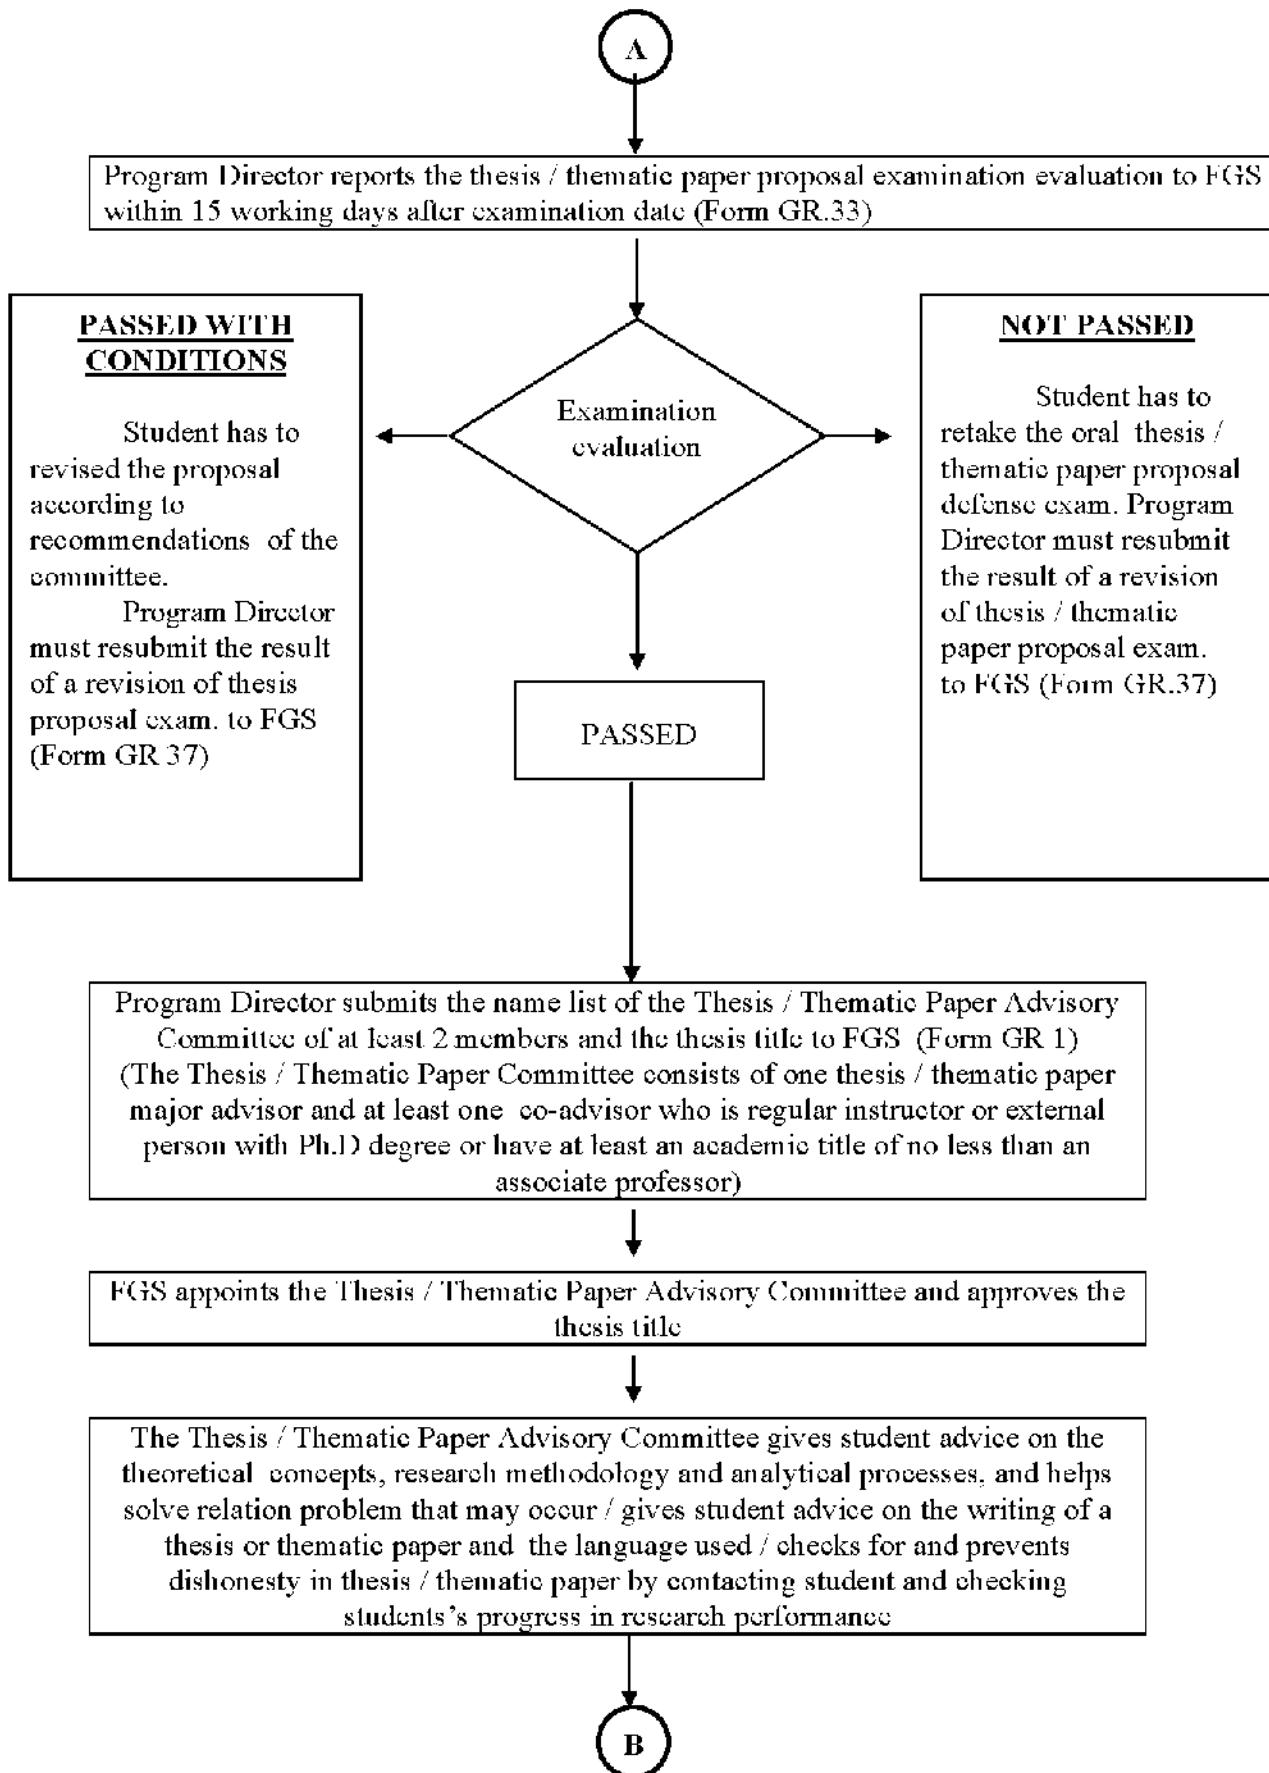 A
Program Director reports the thesis / thematic paper proposal examination evaluation to FGS
within 15 working days after examination date (Form GR.33)
PASSED WITH
CONDITIONS
Student has to
revised the proposal
according to
recommendations of the
committee.
Program Director
must resubmit the result
of a revision of thesis
proposal exam. to FGS
(Form GR 37)
Examination
evaluation
NOT PASSED
Student has to
retake the oral thesis /
thematic paper proposal
defense exam. Program
Director must resubmit
the result of a revision
of thesis / thematic
paper proposal exam.
to FGS (Form GR.37)
PASSED
Program Director submits the name list of the Thesis / Thematic Paper Advisory
Committee of at least 2 members and the thesis title to FGS (Form GR 1)
(The Thesis / Thematic Paper Committee consists of one thesis / thematic paper
major advisor and at least one co-advisor who is regular instructor or external
person with Ph.D degree or have at least an academic title of no less than an
associate professor)
FGS appoints the Thesis / Thematic Paper Advisory Committee and approves the
thesis title
The Thesis / Thematic Paper Advisory Committee gives student advice on the
theoretical concepts, research methodology and analytical processes, and helps
solve relation problem that may occur / gives student advice on the writing of a
thesis or thematic paper and the language used / checks for and prevents
dishonesty in thesis / thematic paper by contacting student and checking
students's progress in research performance
B